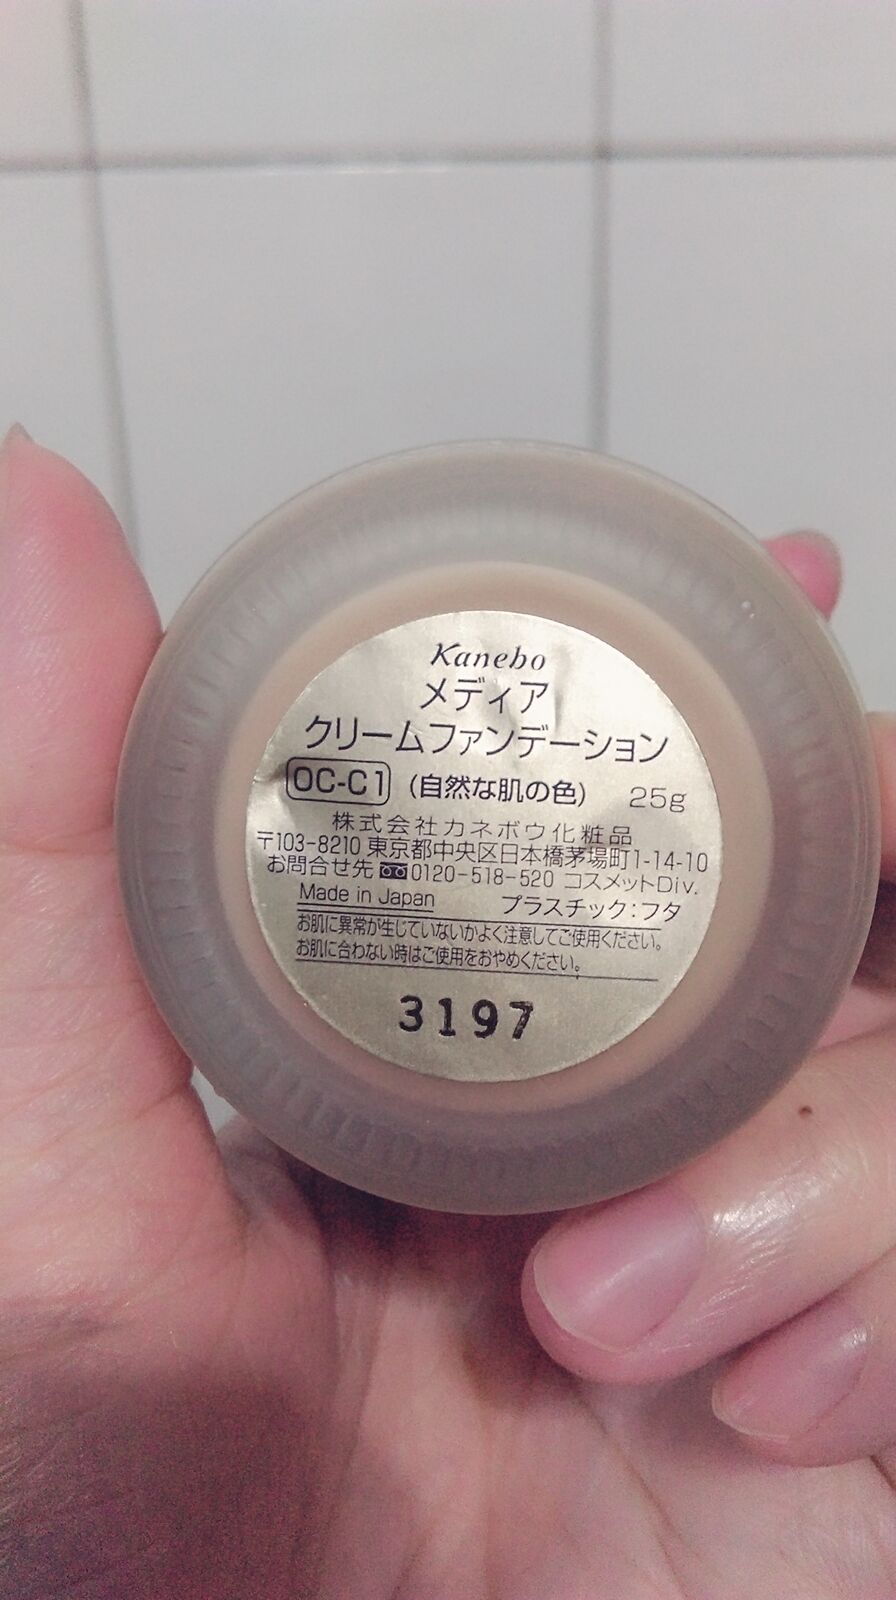 Kanebo
メディア
クリームファンデーション
OC-C1 (自然な肌の色) 25g
株式会社カネボウ化粧品
〒103-8210 東京都中央区日本橋茅場町1-14-10
お問合せ先 0120-518-520 コスメットDiv.
Made in Japan プラスチック:フタ
お肌に異常が生じていないかよく注意してご使用ください。
お肌に合わない時はご使用をおやめください。
3197